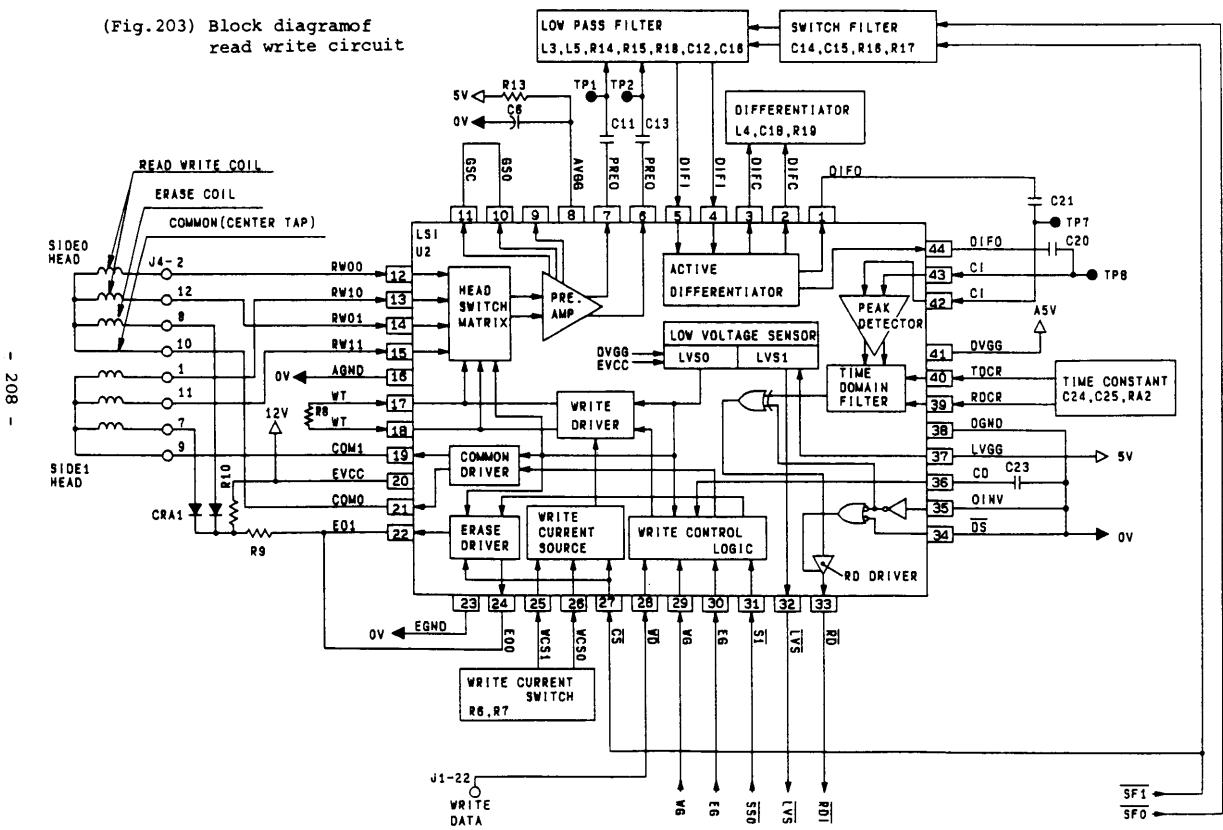 (Fig.203) Block diagramof
read write circuit
LOW PASS FILTER
L3,L5,R14,R15,R18,C12,C16
SWITCH FILTER
C14,C15,R16,R17
TP1
TP2
R13
5V
C6
0V
C11
C13
DIFFERENTIATOR
L4,C18,R19
READ WRITE COIL
ERASE COIL
COMMON(CENTER TAP)
GSC
GSO
AVGG
PREO
PREO
DIFI
DIFI
DIFC
DIFC
DIFO
C21
TP7
11
10
9
8
7
6
5
4
3
2
1
LSI
U2
SIDE0
HEAD
J4-2
12
8
10
1
11
7
9
SIDE1
HEAD
RW00
RW10
RW01
RW11
0V
AGND
WT
R8
WT
12V
COM1
EVCC
R10
COM0
EO1
CRA1
R9
12
13
14
15
16
17
18
19
20
21
22
HEAD
SWITCH
MATRIX
PRE.
AMP
ACTIVE
DIFFERENTIATOR
PEAK
DETECTOR
LOW VOLTAGE SENSOR
LVS0
LVS1
DVGG
EVCC
TIME
DOMAIN
FILTER
WRITE
DRIVER
COMMON
DRIVER
ERASE
DRIVER
WRITE
CURRENT
SOURCE
WRITE CONTROL
LOGIC
RD DRIVER
44
43
42
41
40
39
38
37
36
35
34
DIFO
C20
CI
TP8
CI
A5V
DVGG
TDCR
RDCR
TIME CONSTANT
C24,C25,RA2
DGND
LVGG
5V
CD
C23
OINV
DS
0V
23
24
25
26
27
28
29
30
31
32
33
0V
EGND
EO0
WCS1
WCS0
CS
WD
WG
EG
S1
LVS
RD
WRITE CURRENT
SWITCH
R6,R7
J1-22
WRITE
DATA
WG
EG
SS0
LVS
RD1
SF1
SF0
- 208 -